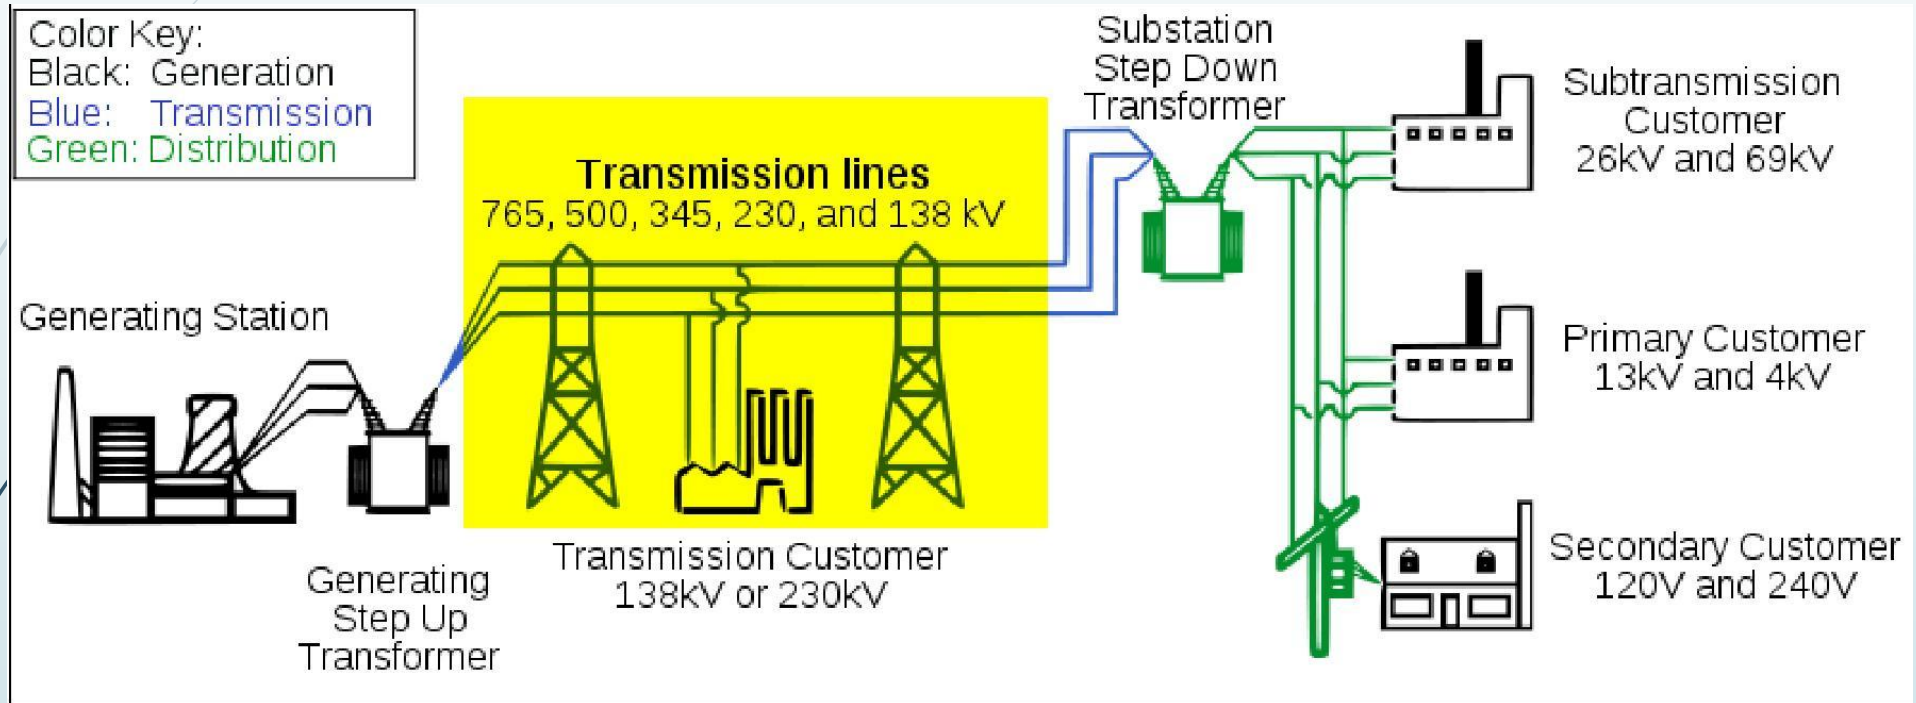 Color Key:
Black: Generation
Blue: Transmission
Green: Distribution
Substation
Step Down
Transformer
Subtransmission
Customer
26kV and 69kV
Transmission lines
765, 500, 345, 230, and 138 kV
Generating Station
Primary Customer
13kV and 4kV
Transmission Customer
138kV or 230kV
Generating
Step Up
Transformer
Secondary Customer
120V and 240V